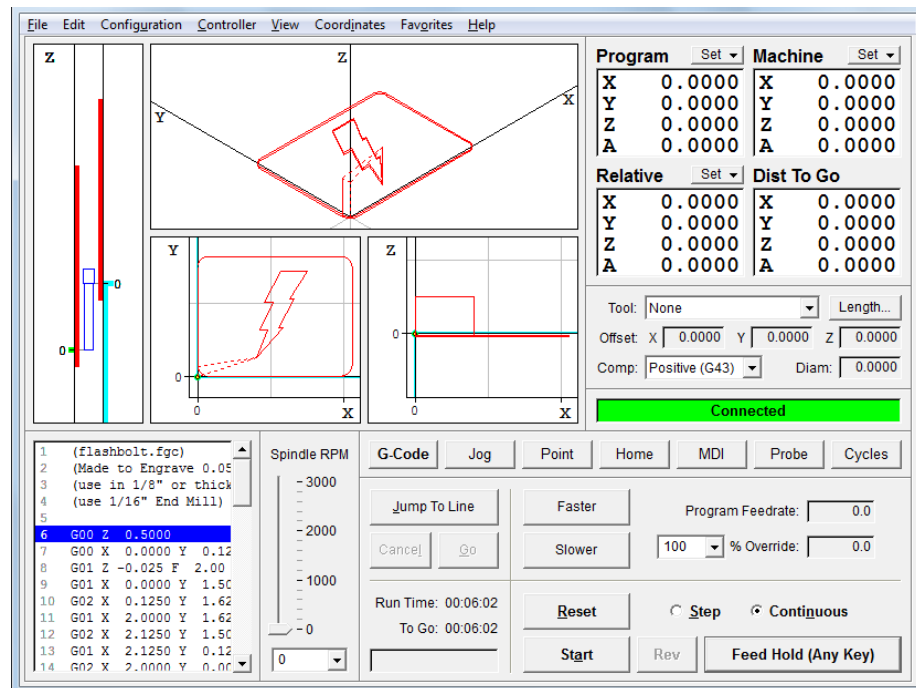 File Edit Configuration Controller View Coordinates Favorites Help
Z
0
0
Z
Y
X
Y
0
0
X
Z
0
0
X
Program Set
X 0.0000
Y 0.0000
Z 0.0000
A 0.0000
Machine Set
X 0.0000
Y 0.0000
Z 0.0000
A 0.0000
Relative Set
X 0.0000
Y 0.0000
Z 0.0000
A 0.0000
Dist To Go
X 0.0000
Y 0.0000
Z 0.0000
A 0.0000
Tool: None Length...
Offset: X 0.0000 Y 0.0000 Z 0.0000
Comp: Positive (G43) Diam: 0.0000
Connected
1 (flashbolt.fgc)
2 (Made to Engrave 0.05
3 (use in 1/8" or thick
4 (use 1/16" End Mill)
5
6 G00 Z 0.5000
7 G00 X 0.0000 Y 0.12
8 G01 Z -0.025 F 2.00
9 G01 X 0.0000 Y 1.50
10 G02 X 0.1250 Y 1.62
11 G01 X 2.0000 Y 1.62
12 G02 X 2.1250 Y 1.50
13 G01 X 2.1250 Y 0.12
14 G02 X 2.0000 Y 0.00
Spindle RPM
3000
2000
1000
0
0
G-Code Jog Point Home MDI Probe Cycles
Jump To Line
Cancel Go
Run Time: 00:06:02
To Go: 00:06:02
Faster
Slower
Program Feedrate: 0.0
100 % Override: 0.0
Reset Step Continuous
Start Rev Feed Hold (Any Key)